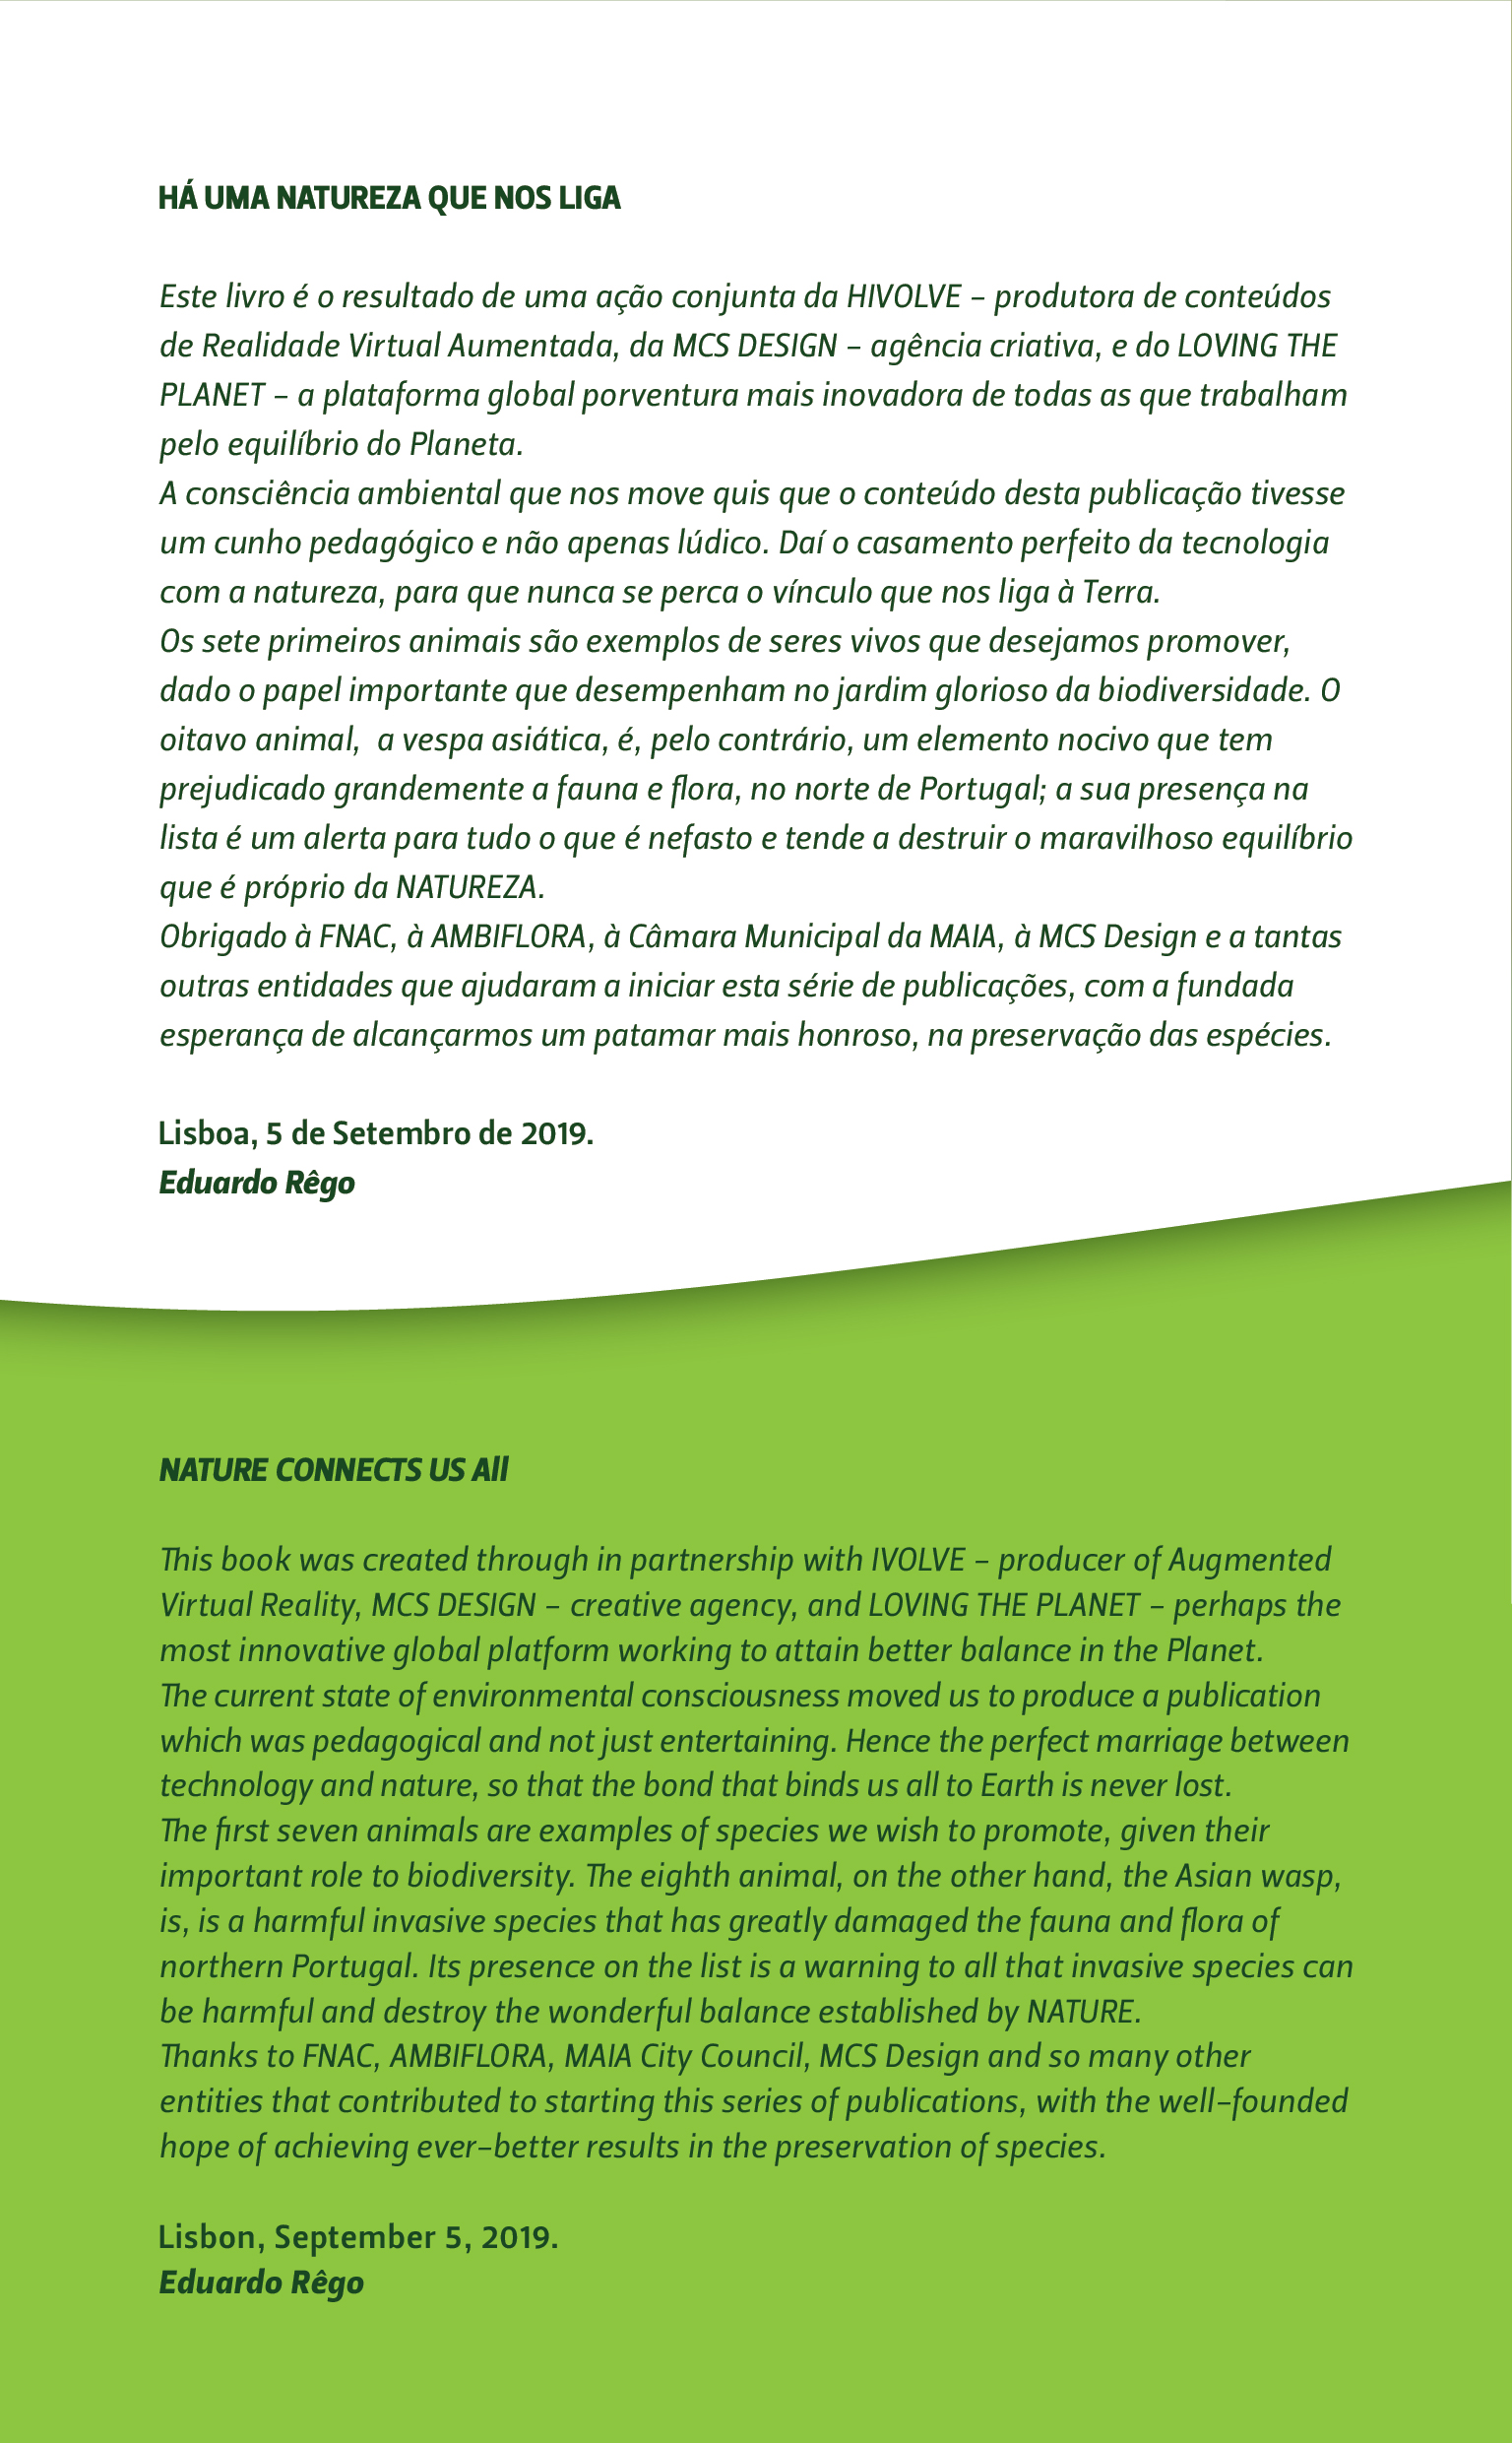 HÁ UMA NATUREZA QUE NOS LIGA
Este livro é o resultado de uma ação conjunta da HIVOLVE – produtora de conteúdos
de Realidade Virtual Aumentada, da MCS DESIGN – agência criativa, e do LOVING THE
PLANET – a plataforma global porventura mais inovadora de todas as que trabalham
pelo equilíbrio do Planeta.
A consciência ambiental que nos move quis que o conteúdo desta publicação tivesse
um cunho pedagógico e não apenas lúdico. Daí o casamento perfeito da tecnologia
com a natureza, para que nunca se perca o vínculo que nos liga à Terra.
Os sete primeiros animais são exemplos de seres vivos que desejamos promover,
dado o papel importante que desempenham no jardim glorioso da biodiversidade. O
oitavo animal,  a vespa asiática, é, pelo contrário, um elemento nocivo que tem
prejudicado grandemente a fauna e flora, no norte de Portugal; a sua presença na
lista é um alerta para tudo o que é nefasto e tende a destruir o maravilhoso equilíbrio
que é próprio da NATUREZA.
Obrigado à FNAC, à AMBIFLORA, à Câmara Municipal da MAIA, à MCS Design e a tantas
outras entidades que ajudaram a iniciar esta série de publicações, com a fundada
esperança de alcançarmos um patamar mais honroso, na preservação das espécies.
Lisboa, 5 de Setembro de 2019.
Eduardo Rêgo
NATURE CONNECTS US All
This book was created through in partnership with IVOLVE – producer of Augmented
Virtual Reality, MCS DESIGN – creative agency, and LOVING THE PLANET – perhaps the
most innovative global platform working to attain better balance in the Planet.
The current state of environmental consciousness moved us to produce a publication
which was pedagogical and not just entertaining. Hence the perfect marriage between
technology and nature, so that the bond that binds us all to Earth is never lost.
The first seven animals are examples of species we wish to promote, given their
important role to biodiversity. The eighth animal, on the other hand, the Asian wasp,
is, is a harmful invasive species that has greatly damaged the fauna and flora of
northern Portugal. Its presence on the list is a warning to all that invasive species can
be harmful and destroy the wonderful balance established by NATURE.
Thanks to FNAC, AMBIFLORA, MAIA City Council, MCS Design and so many other
entities that contributed to starting this series of publications, with the well-founded
hope of achieving ever-better results in the preservation of species.
Lisbon, September 5, 2019.
Eduardo Rêgo